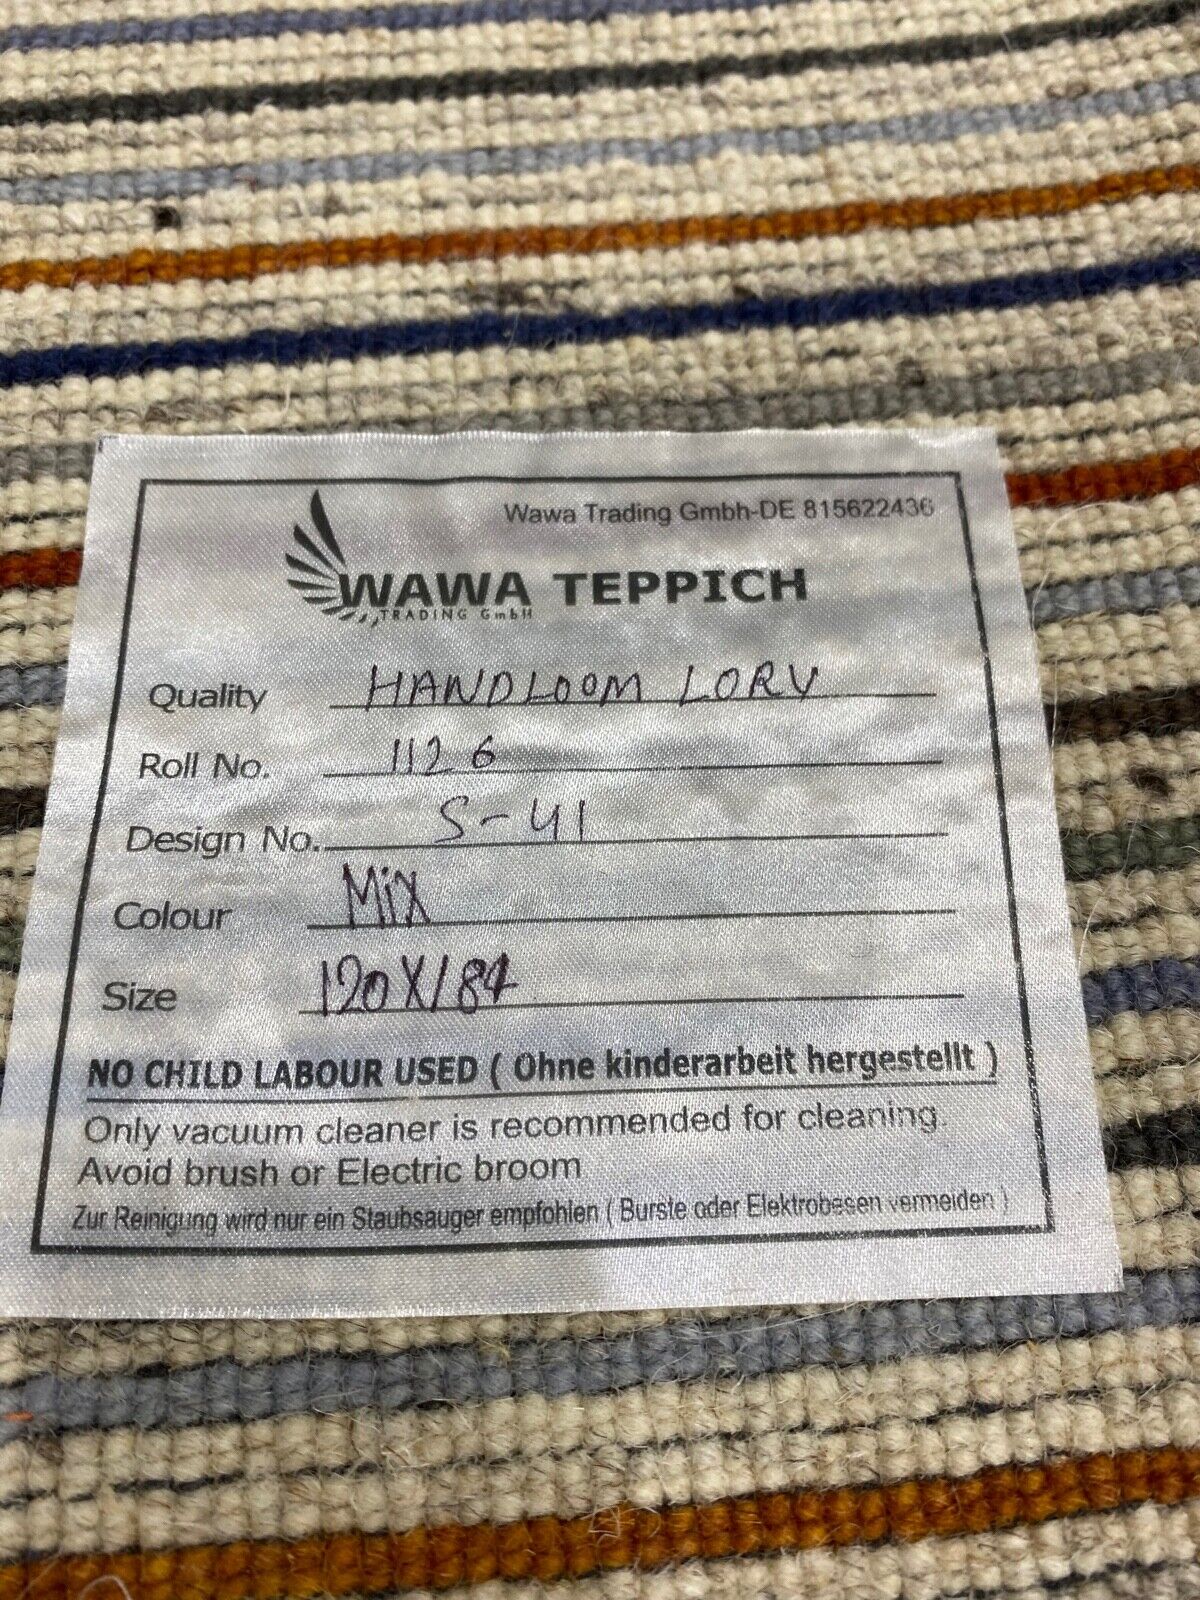 Wawa Trading Gmbh-DE 815622436
WAWA TEPPICH
TRADING GmbH
Quality HANDLOOM LORV
Roll No. 1126
Design No. S-41
Colour MiX
Size 120X184
NO CHILD LABOUR USED ( Ohne kinderarbeit hergestellt )
Only vacuum cleaner is recommended for cleaning.
Avoid brush or Electric broom
Zur Reinigung wird nur ein Staubsauger empfohlen ( Burste oder Elektrobesen vermeiden )